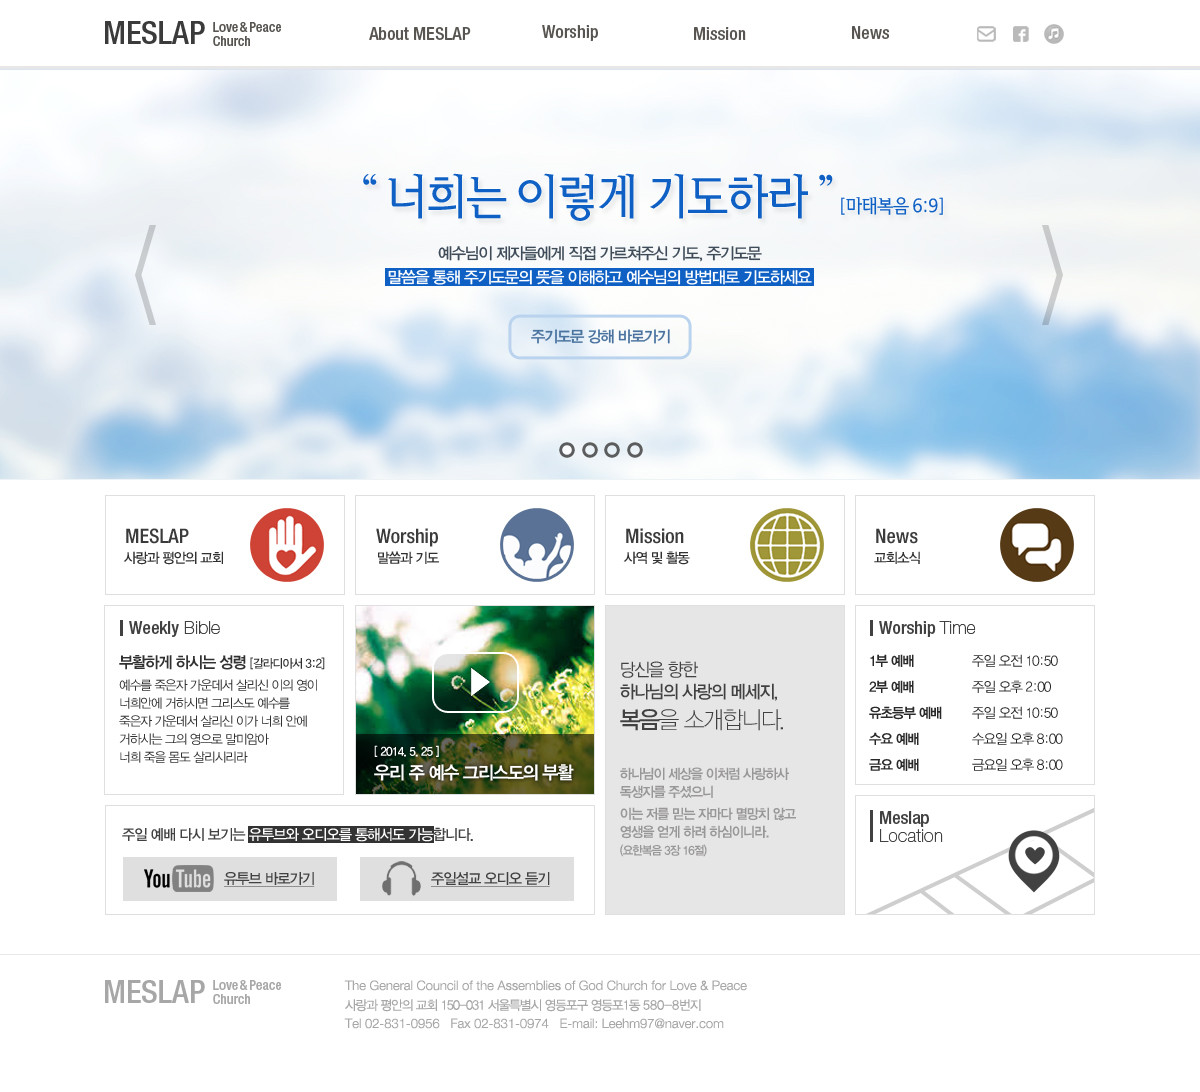 MESLAP Love & Peace Church
About MESLAP
Worship
Mission
News
“ 너희는 이렇게 기도하라 ” [마태복음 6:9]
예수님이 제자들에게 직접 가르쳐주신 기도, 주기도문
말씀을 통해 주기도문의 뜻을 이해하고 예수님의 방법대로 기도하세요
주기도문 강해 바로가기
MESLAP
사랑과 평안의 교회
Worship
말씀과 기도
Mission
사역 및 활동
News
교회소식
Weekly Bible
부활하게 하시는 성령 [갈라디아서 3:2]
예수를 죽은자 가운데서 살리신 이의 영이
너희안에 거하시면 그리스도 예수를
죽은자 가운데서 살리신 이가 너희 안에
거하시는 그의 영으로 말미암아
너희 죽을 몸도 살리시리라
[ 2014. 5. 25 ]
우리 주 예수 그리스도의 부활
당신을 향한
하나님의 사랑의 메세지,
복음을 소개합니다.
하나님이 세상을 이처럼 사랑하사
독생자를 주셨으니
이는 저를 믿는 자마다 멸망치 않고
영생을 얻게 하려 하심이니라.
(요한복음 3장 16절)
Worship Time
1부 예배 주일 오전 10:50
2부 예배 주일 오후 2:00
유초등부 예배 주일 오전 10:50
수요 예배 수요일 오후 8:00
금요 예배 금요일 오후 8:00
주일 예배 다시 보기는 유투브와 오디오를 통해서도 가능합니다.
YouTube 유투브 바로가기
주일설교 오디오 듣기
Meslap
Location
MESLAP Love & Peace Church
The General Council of the Assemblies of God Church for Love & Peace
사랑과 평안의 교회 150-031 서울특별시 영등포구 영등포1동 580-8번지
Tel 02-831-0956 Fax 02-831-0974 E-mail: Leehm97@naver.com